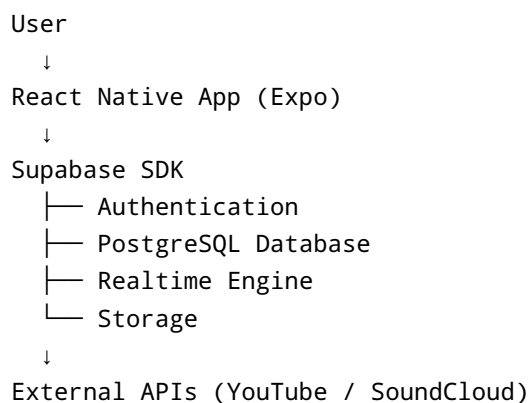 User
↓
React Native App (Expo)
↓
Supabase SDK
├── Authentication
├── PostgreSQL Database
├── Realtime Engine
└── Storage
↓
External APIs (YouTube / SoundCloud)